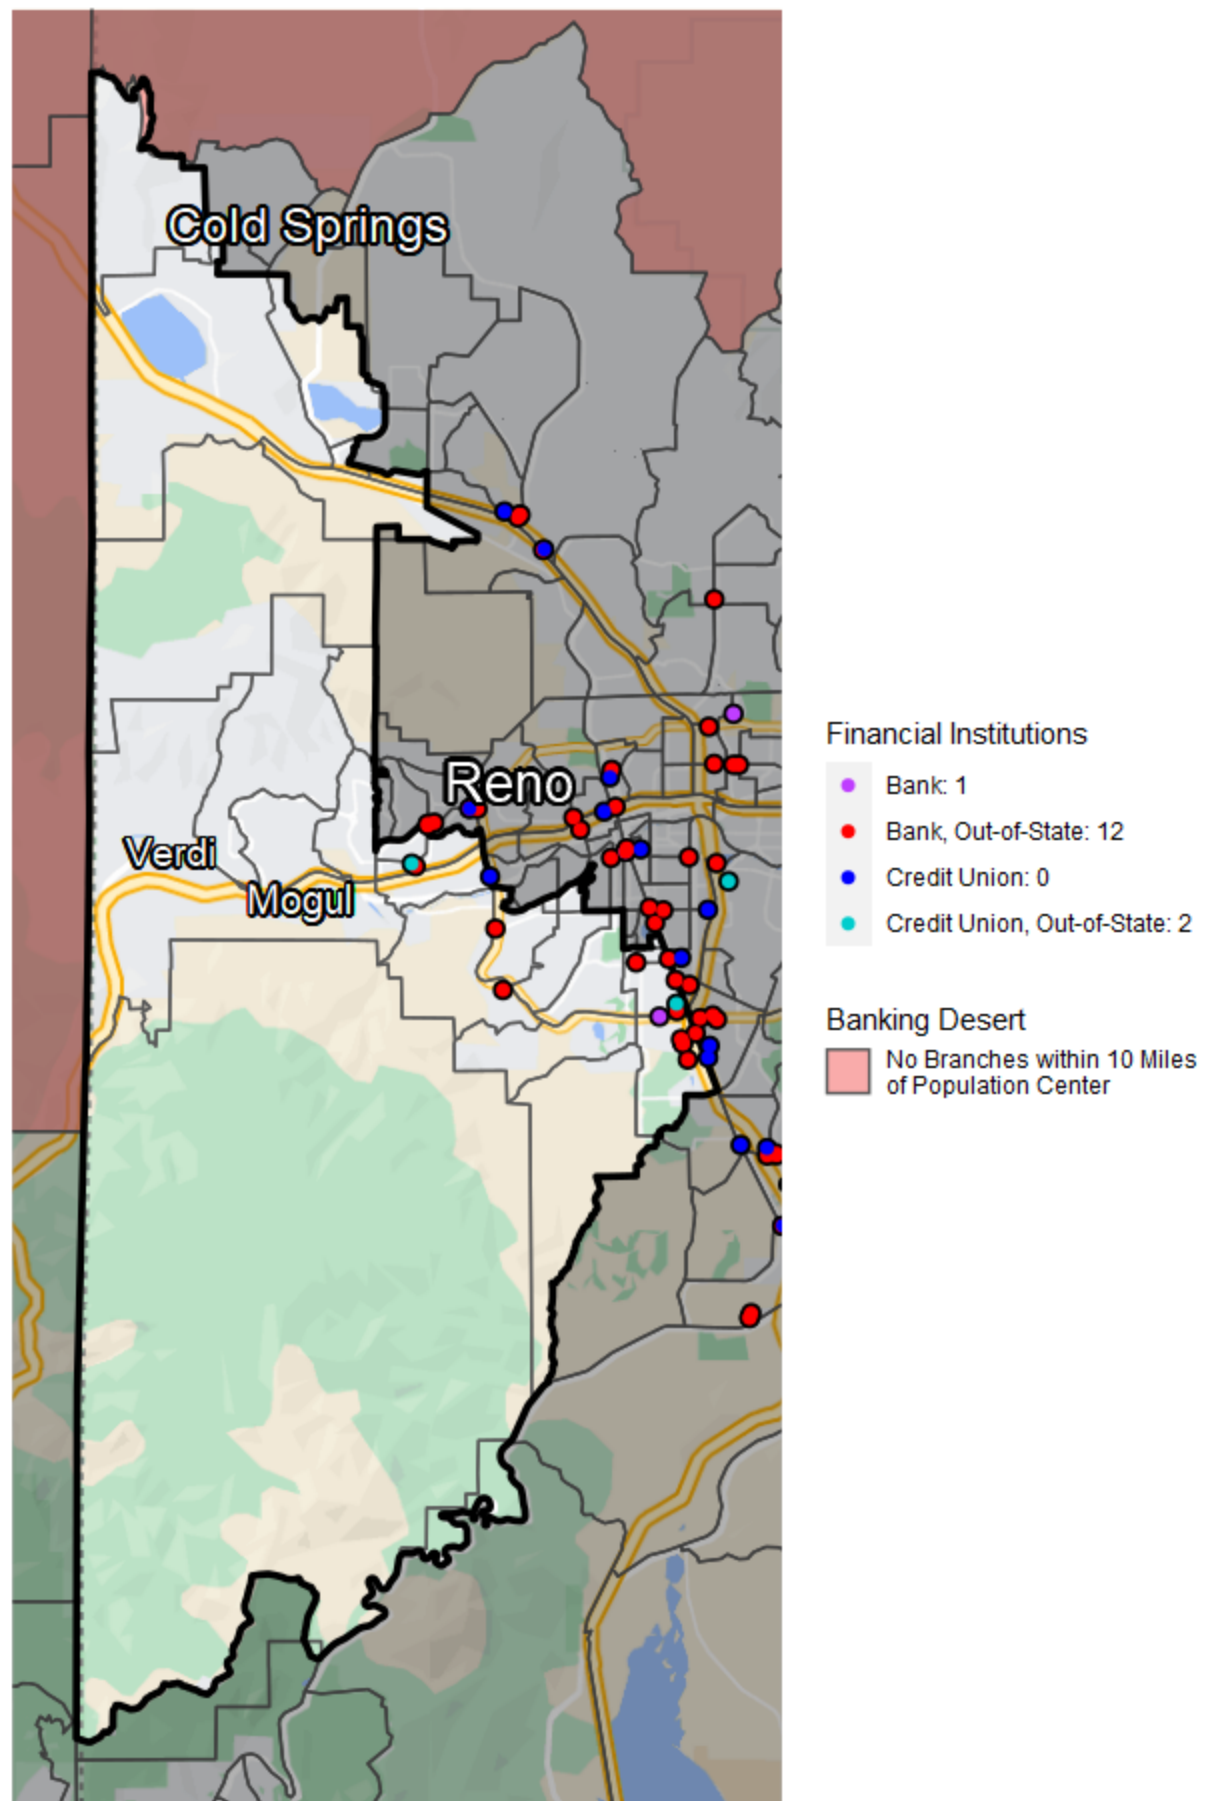 Cold Springs
Reno
Verdi
Mogul
Financial Institutions
Bank: 1
Bank, Out-of-State: 12
Credit Union: 0
Credit Union, Out-of-State: 2
Banking Desert
No Branches within 10 Miles
of Population Center